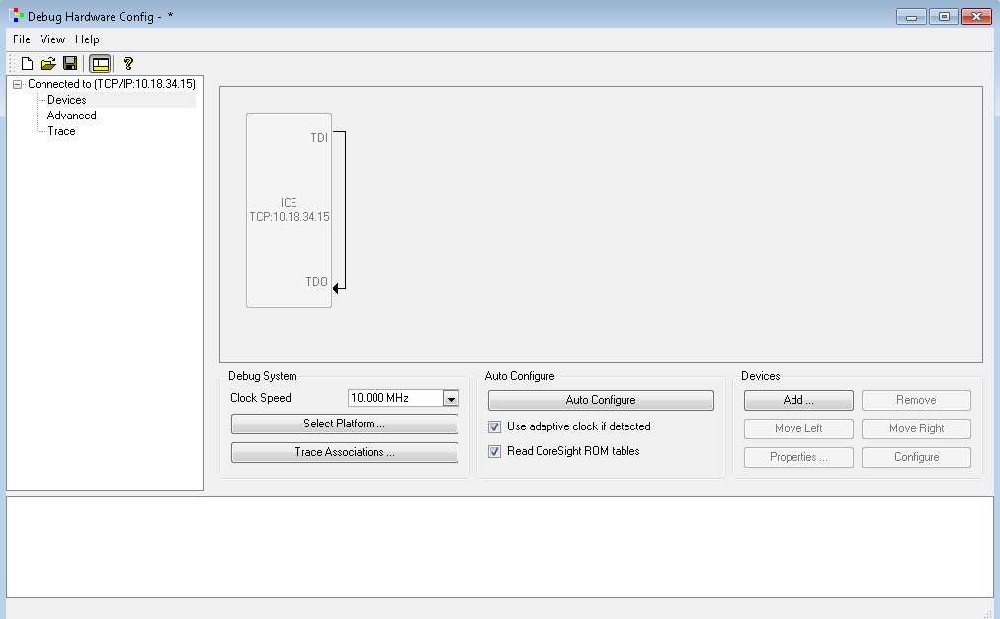 Debug Hardware Config - *
File View Help
Connected to (TCP/IP:10.18.34.15)
Devices
Advanced
Trace
TDI
ICE
TCP:10.18.34.15
TDO
Debug System
Clock Speed 10.000 MHz
Select Platform ...
Trace Associations ...
Auto Configure
Auto Configure
Use adaptive clock if detected
Read CoreSight ROM tables
Devices
Add ... Remove
Move Left Move Right
Properties ... Configure